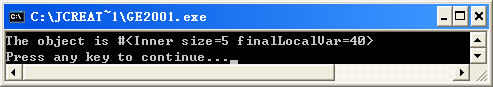 C:\JCREAT~1\GE2001.exe
The object is #<Inner size=5 finalLocalVar=40>
Press any key to continue...